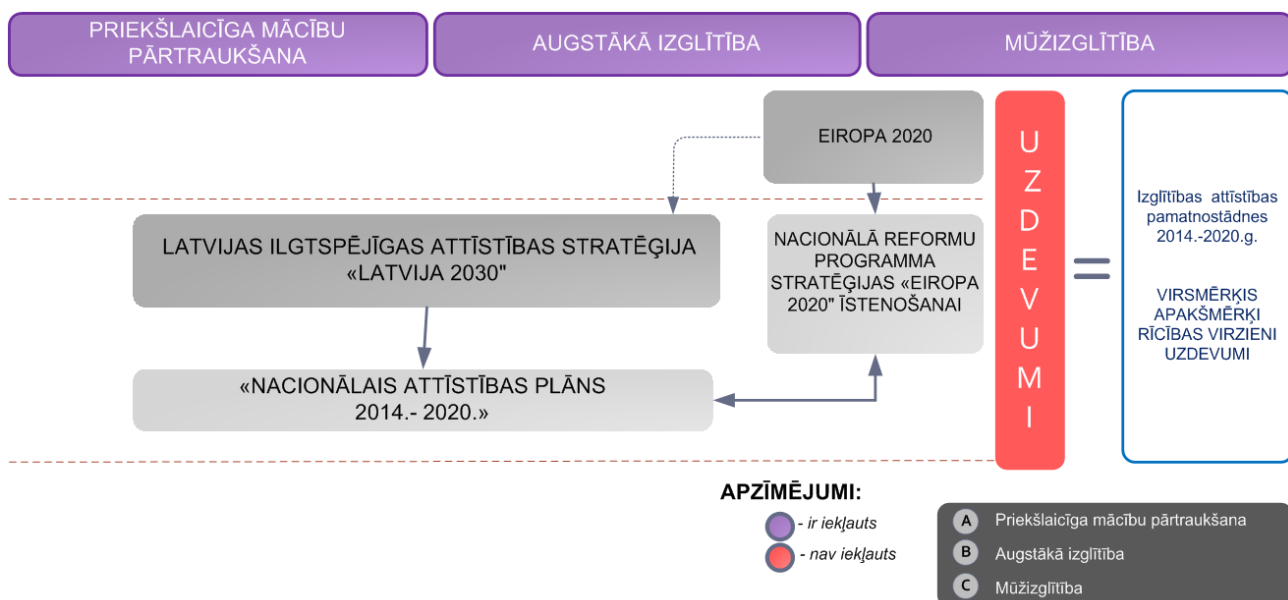 PRIEKŠLAICĪGA MĀCĪBU
PĀRTRAUKŠANA
AUGSTĀKĀ IZGLĪTĪBA
MŪŽIZGLĪTĪBA
EIROPA 2020
LATVIJAS ILGTSPĒJĪGAS ATTĪSTĪBAS STRATĒĢIJA
«LATVIJA 2030"
NACIONĀLĀ REFORMU
PROGRAMMA
STRATĒĢIJAS «EIROPA
2020" ĪSTENOŠANAI
«NACIONĀLAIS ATTĪSTĪBAS PLĀNS
2014.- 2020.»
U
Z
D
E
V
U
M
I
=
Izglītības attīstības
pamatnostādnes
2014.-2020.g.
VIRSMĒRĶIS
APAKŠMĒRĶI
RĪCĪBAS VIRZIENI
UZDEVUMI
APZĪMĒJUMI:
- ir iekļauts
- nav iekļauts
A Priekšlaicīga mācību pārtraukšana
B Augstākā izglītība
C Mūžizglītība